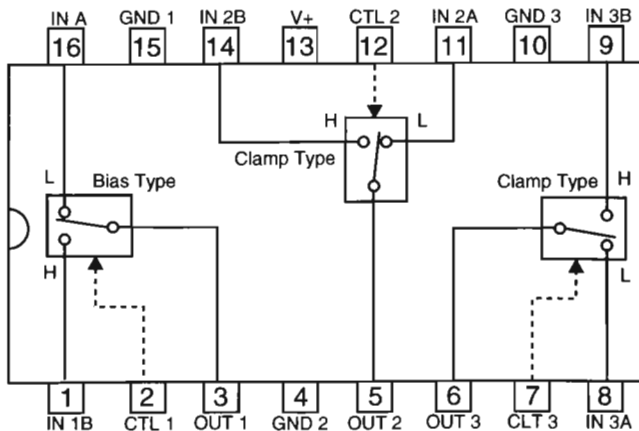 IN A GND 1 IN 2B V+ CTL 2 IN 2A GND 3 IN 3B
16 15 14 13 12 11 10 9
H L
Clamp Type
L Bias Type Clamp Type H
H L
1 2 3 4 5 6 7 8
IN 1B CTL 1 OUT 1 GND 2 OUT 2 OUT 3 CLT 3 IN 3A